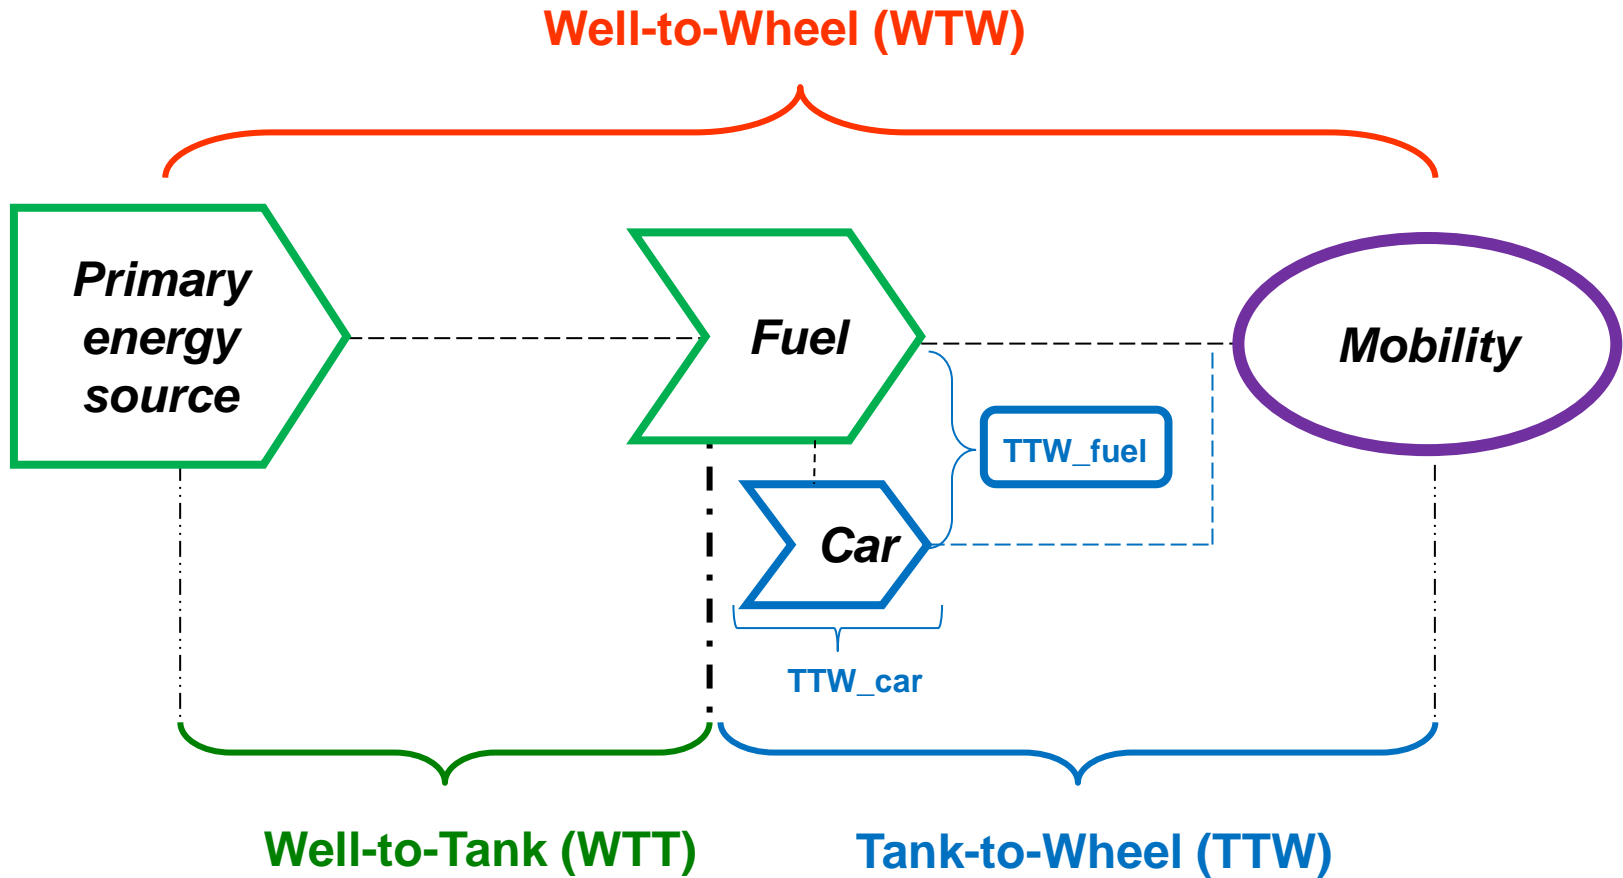 Well-to-Wheel (WTW)
Primary
energy
source
Fuel
Mobility
TTW_fuel
Car
TTW_car
Well-to-Tank (WTT)
Tank-to-Wheel (TTW)